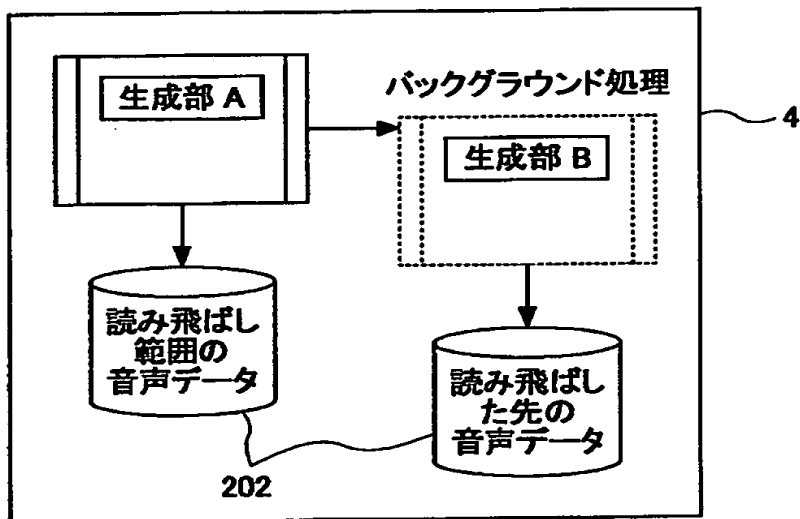 生成部 A
バックグラウンド処理
4
生成部 B
読み飛ばし
範囲の
音声データ
読み飛ばし
た先の
音声データ
202